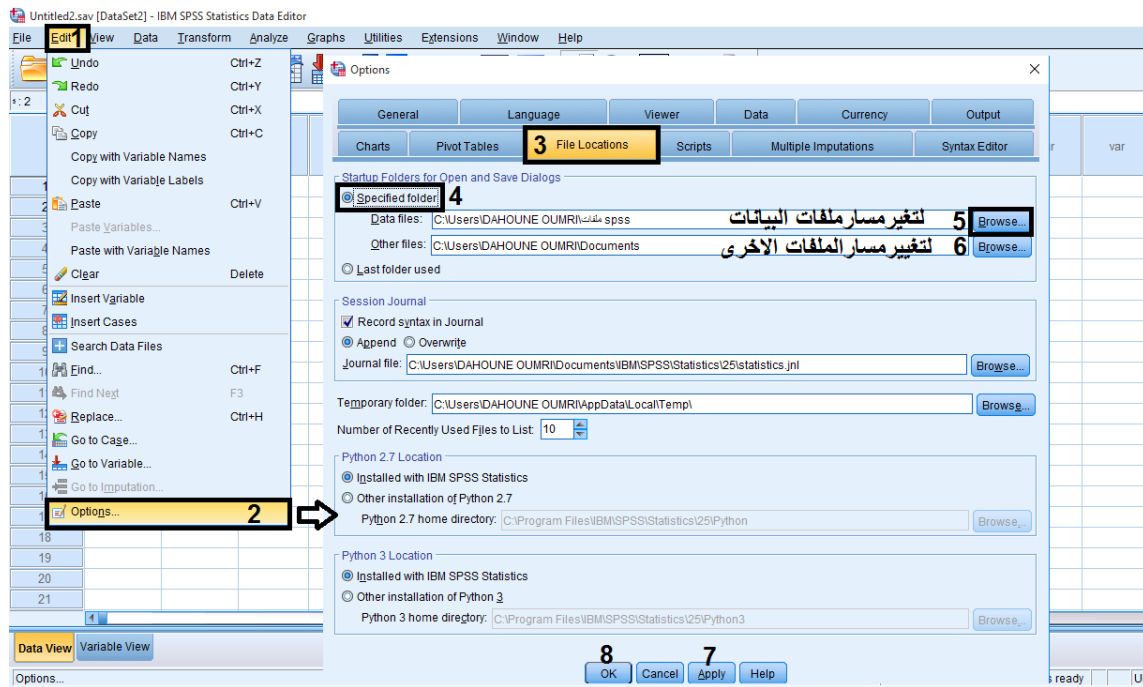 Untitled2.sav [DataSet2] - IBM SPSS Statistics Data Editor
File Edit 1 View Data Transform Analyze Graphs Utilities Extensions Window Help
Undo Ctrl+Z
Redo Ctrl+Y
Cut Ctrl+X
Copy Ctrl+C
Copy with Variable Names
Copy with Variable Labels
Paste Ctrl+V
Paste Variables...
Paste with Variable Names
Clear Delete
Insert Variable
Insert Cases
Search Data Files
Find... Ctrl+F
Find Next F3
Replace... Ctrl+H
Go to Case...
Go to Variable...
Go to Imputation...
Options... 2
18
19
20
21
Data View Variable View
Options...
Options
General Language Viewer Data Currency Output
Charts Pivot Tables 3 File Locations Scripts Multiple Imputations Syntax Editor
var
Startup Folders for Open and Save Dialogs
Specified folder 4
Data files: C:\Users\DAHOUNE OUMRI\ملفات spss لتغيرمسارملفات البيانات 5 Browse...
Other files: C:\Users\DAHOUNE OUMRI\Documents لتغييرمسارالملفات الاخرى 6 Browse...
Last folder used
Session Journal
Record syntax in Journal
Append Overwrite
Journal file: C:\Users\DAHOUNE OUMRI\Documents\IBM\SPSS\Statistics\25\statistics.jnl Browse...
Temporary folder: C:\Users\DAHOUNE OUMRI\AppData\Local\Temp\ Browse...
Number of Recently Used Files to List: 10
Python 2.7 Location
Installed with IBM SPSS Statistics
Other installation of Python 2.7
Python 2.7 home directory: C:\Program Files\IBM\SPSS\Statistics\25\Python Browse...
Python 3 Location
Installed with IBM SPSS Statistics
Other installation of Python 3
Python 3 home directory: C:\Program Files\IBM\SPSS\Statistics\25\Python3 Browse...
8 7
OK Cancel Apply Help
ready